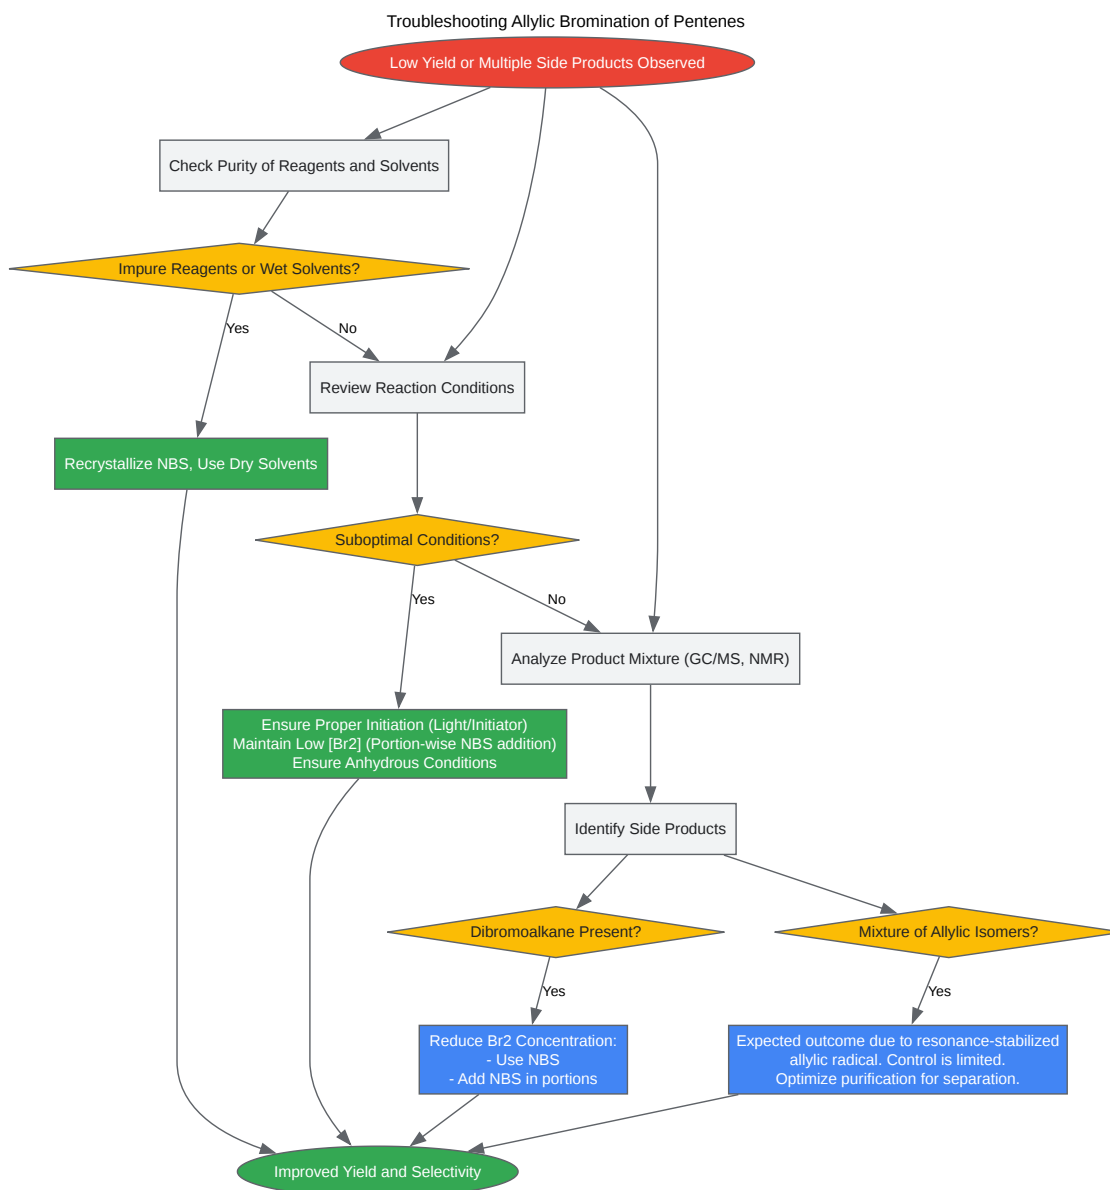 Troubleshooting Allylic Bromination of Pentenes
Low Yield or Multiple Side Products Observed
Check Purity of Reagents and Solvents
Impure Reagents or Wet Solvents?
Yes
No
Review Reaction Conditions
Recrystallize NBS, Use Dry Solvents
Suboptimal Conditions?
Yes
No
Analyze Product Mixture (GC/MS, NMR)
Ensure Proper Initiation (Light/Initiator)
Maintain Low [Br2] (Portion-wise NBS addition)
Ensure Anhydrous Conditions
Identify Side Products
Dibromoalkane Present?
Mixture of Allylic Isomers?
Yes
Yes
Reduce Br2 Concentration:
- Use NBS
- Add NBS in portions
Expected outcome due to resonance-stabilized
allylic radical. Control is limited.
Optimize purification for separation.
Improved Yield and Selectivity